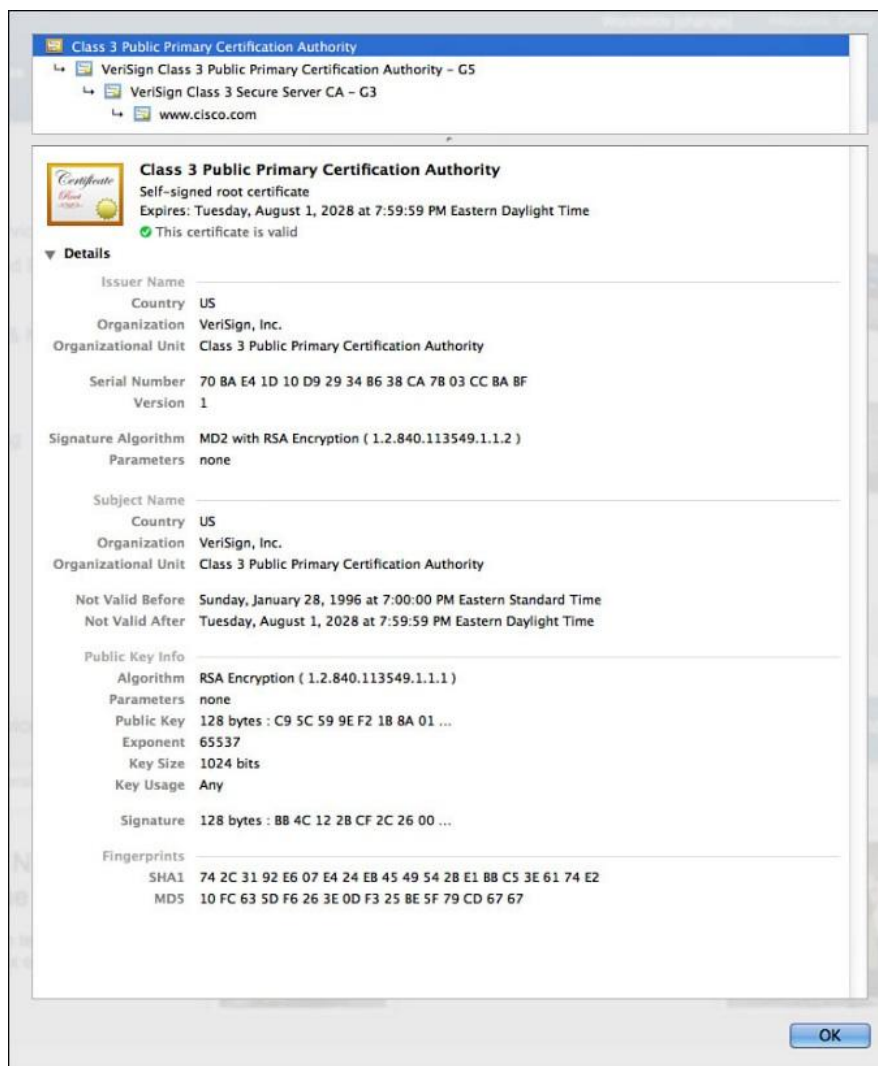 Class 3 Public Primary Certification Authority
VeriSign Class 3 Public Primary Certification Authority - G5
VeriSign Class 3 Secure Server CA - G3
www.cisco.com
Certificate
Root
Class 3 Public Primary Certification Authority
Self-signed root certificate
Expires: Tuesday, August 1, 2028 at 7:59:59 PM Eastern Daylight Time
This certificate is valid
Details
Issuer Name
Country US
Organization VeriSign, Inc.
Organizational Unit Class 3 Public Primary Certification Authority
Serial Number 70 BA E4 1D 10 D9 29 34 B6 38 CA 7B 03 CC BA BF
Version 1
Signature Algorithm MD2 with RSA Encryption ( 1.2.840.113549.1.1.2 )
Parameters none
Subject Name
Country US
Organization VeriSign, Inc.
Organizational Unit Class 3 Public Primary Certification Authority
Not Valid Before Sunday, January 28, 1996 at 7:00:00 PM Eastern Standard Time
Not Valid After Tuesday, August 1, 2028 at 7:59:59 PM Eastern Daylight Time
Public Key Info
Algorithm RSA Encryption ( 1.2.840.113549.1.1.1 )
Parameters none
Public Key 128 bytes : C9 5C 59 9E F2 1B 8A 01 ...
Exponent 65537
Key Size 1024 bits
Key Usage Any
Signature 128 bytes : BB 4C 12 2B CF 2C 26 00 ...
Fingerprints
SHA1 74 2C 31 92 E6 07 E4 24 EB 45 49 54 2B E1 BB C5 3E 61 74 E2
MD5 10 FC 63 5D F6 26 3E 0D F3 25 BE 5F 79 CD 67 67
OK